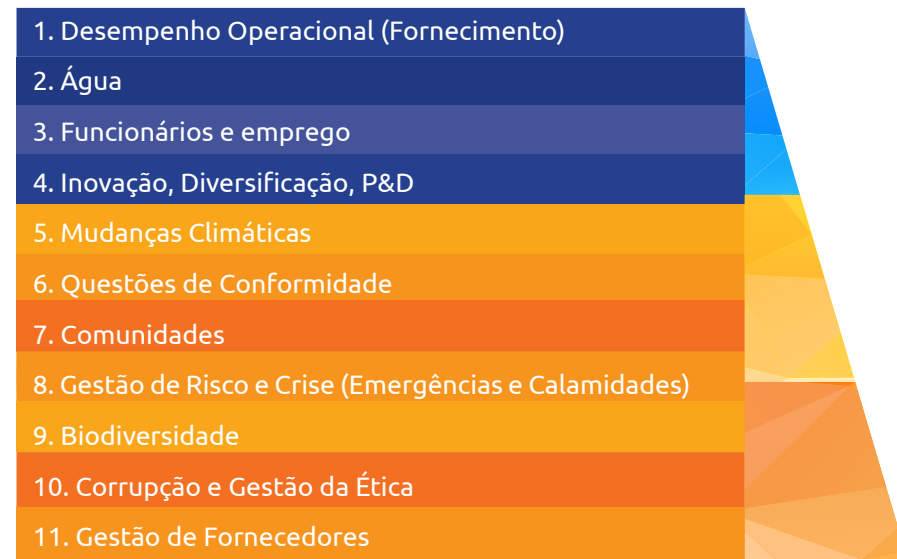 1. Desempenho Operacional (Fornecimento)
2. Água
3. Funcionários e emprego
4. Inovação, Diversificação, P&D
5. Mudanças Climáticas
6. Questões de Conformidade
7. Comunidades
8. Gestão de Risco e Crise (Emergências e Calamidades)
9. Biodiversidade
10. Corrupção e Gestão da Ética
11. Gestão de Fornecedores